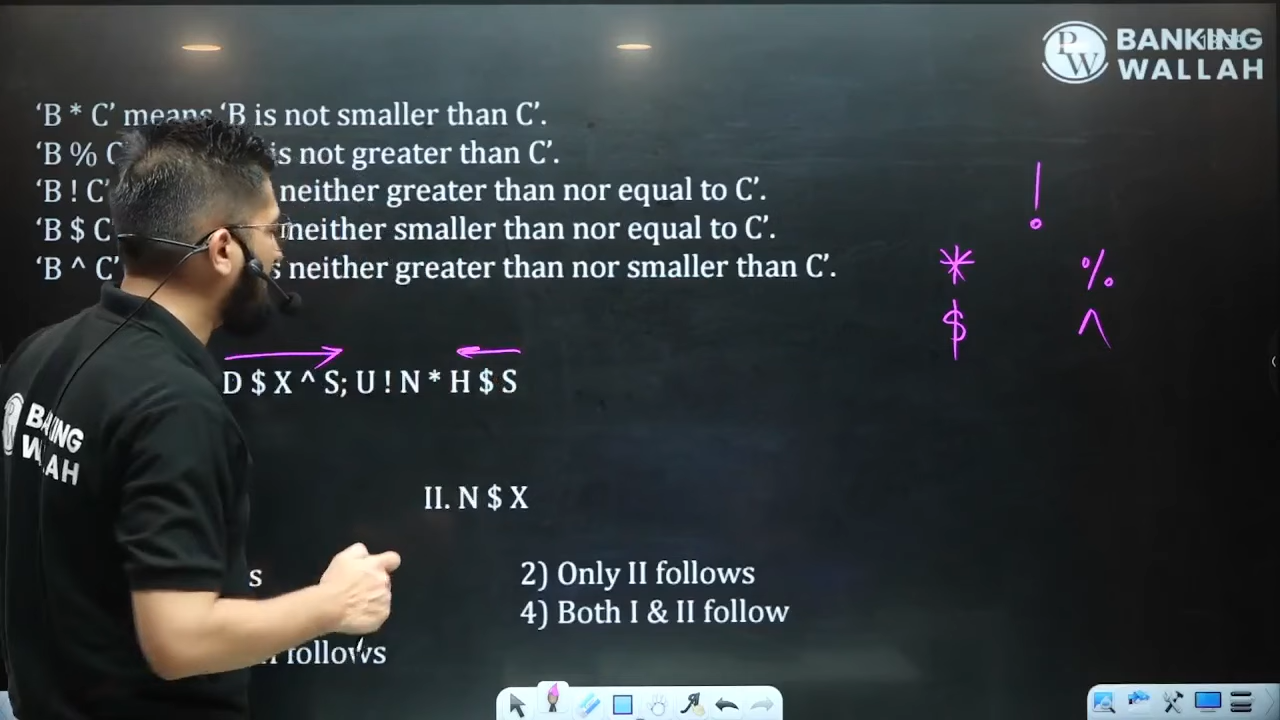 BANKING
WALLAH
'B * C' means 'B is not smaller than C'.
'B % C is not greater than C'.
'B ! C' neither greater than nor equal to C'.
'B $ C neither smaller than nor equal to C'.
'B ^ C' neither greater than nor smaller than C'.
!
* %
$ ^
D $ X ^ S; U ! N * H $ S
II. N $ X
2) Only II follows
4) Both I & II follow
follows
BANKING
WALLAH